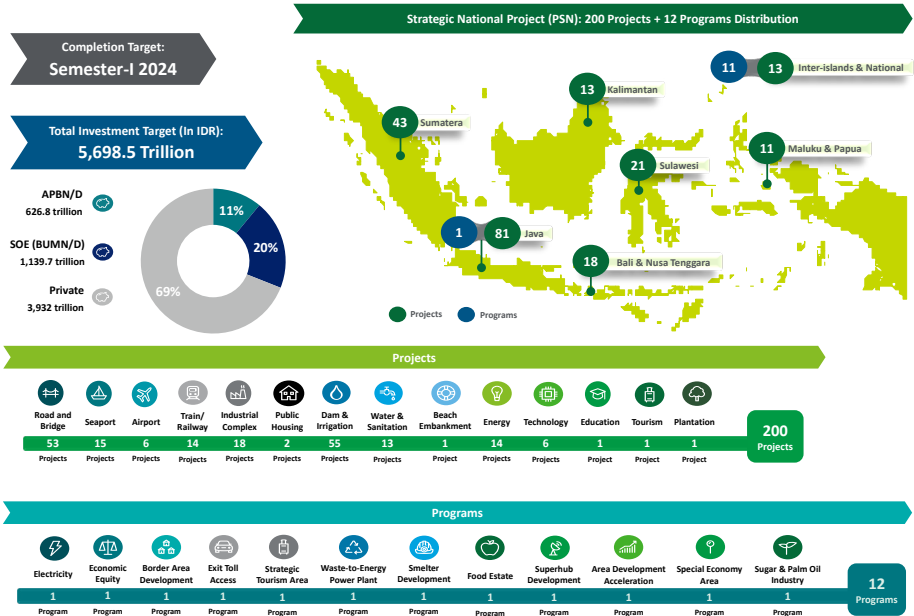 Strategic National Project (PSN): 200 Projects + 12 Programs Distribution
Completion Target:
Semester-I 2024
Total Investment Target (In IDR):
5,698.5 Trillion
APBN/D
626.8 trillion
SOE (BUMN/D)
1,139.7 trillion
Private
3,932 trillion
11%
20%
69%
11 13 Inter-islands & National
13 Kalimantan
43 Sumatera
11 Maluku & Papua
21 Sulawesi
1 81 Java
18 Bali & Nusa Tenggara
Projects Programs
Projects
Road and Bridge
Seaport
Airport
Train/ Railway
Industrial Complex
Public Housing
Dam & Irrigation
Water & Sanitation
Beach Embankment
Energy
Technology
Education
Tourism
Plantation
53 15 6 14 18 2 55 13 1 14 6 1 1 1
Projects Projects Projects Projects Projects Projects Projects Projects Project Projects Projects Project Project Project
200
Projects
Programs
Electricity
Economic Equity
Border Area Development
Exit Toll Access
Strategic Tourism Area
Waste-to-Energy Power Plant
Smelter Development
Food Estate
Superhub Development
Area Development Acceleration
Special Economy Area
Sugar & Palm Oil Industry
1 1 1 1 1 1 1 1 1 1 1 1
Program Program Program Program Program Program Program Program Program Program Program Program
12
Programs